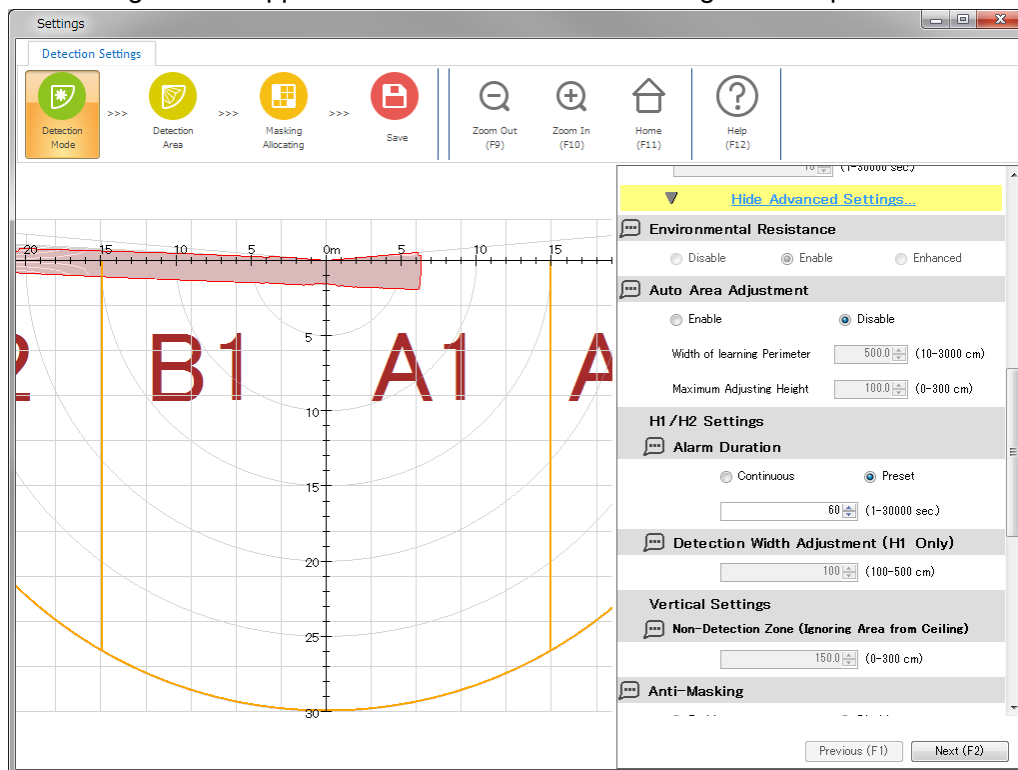 Settings
Detection Settings
Detection Mode
>>>
Detection Area
>>>
Masking Allocating
>>>
Save
Zoom Out (F9)
Zoom In (F10)
Home (F11)
Help (F12)
(1-30000 sec.)
Hide Advanced Settings...
Environmental Resistance
Disable Enable Enhanced
Auto Area Adjustment
Enable Disable
Width of learning Perimeter 500.0 (10-3000 cm)
Maximum Adjusting Height 100.0 (0-300 cm)
H1/H2 Settings
Alarm Duration
Continuous Preset
60 (1-30000 sec.)
Detection Width Adjustment (H1 Only)
100 (100-500 cm)
Vertical Settings
Non-Detection Zone (Ignoring Area from Ceiling)
150.0 (0-300 cm)
Anti-Masking
Previous (F1) Next (F2)
20 15 10 5 0m 5 10 15
5
B1 A1
10
15
20
25
30